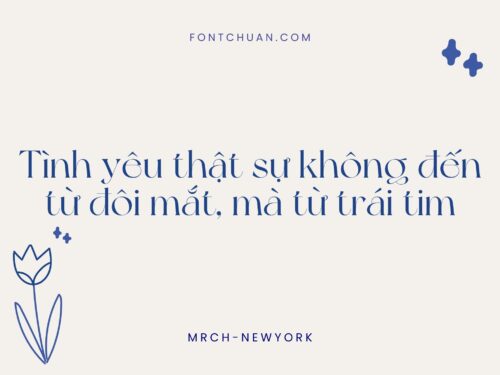 FONTCHUAN.COM
Tình yêu thật sự không đến
từ đôi mắt, mà từ trái tim
MRCH-NEWYORK